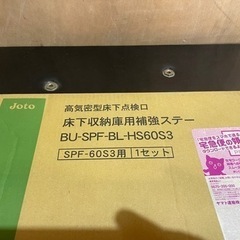 Joto
高気密型床下点検口
床下収納庫用補強ステー
BU-SPF-BL-HS60S3
SPF-60S3用 1セット
宅急便の